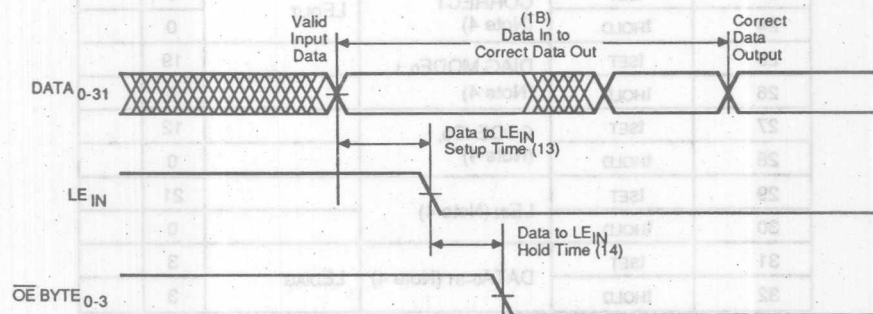 Valid
Input
Data
(1B)
Data In to
Correct Data Out
Correct
Data
Output
DATA 0-31
Data to LE IN
Setup Time (13)
LE IN
Data to LE IN
Hold Time (14)
OE BYTE 0-3